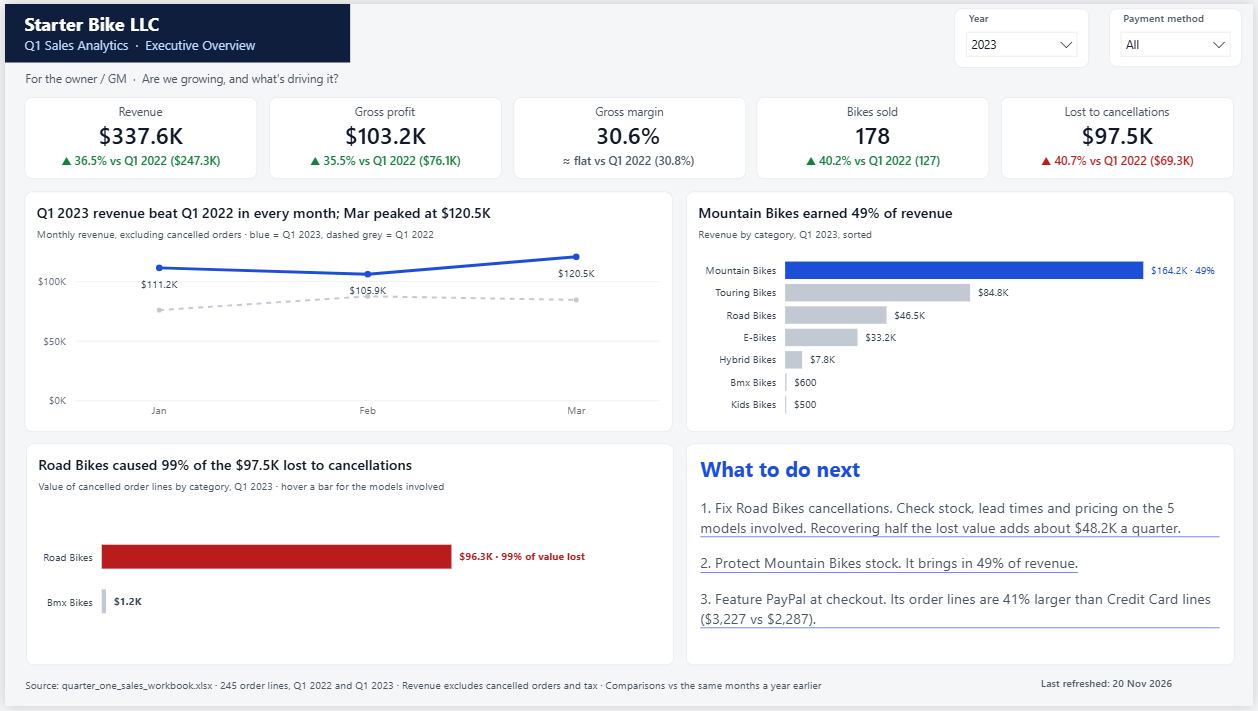 Starter Bike LLC
Q1 Sales Analytics · Executive Overview
Year
2023
Payment method
All
For the owner / GM · Are we growing, and what's driving it?
Revenue
$337.6K
▲ 36.5% vs Q1 2022 ($247.3K)
Gross profit
$103.2K
▲ 35.5% vs Q1 2022 ($76.1K)
Gross margin
30.6%
≈ flat vs Q1 2022 (30.8%)
Bikes sold
178
▲ 40.2% vs Q1 2022 (127)
Lost to cancellations
$97.5K
▲ 40.7% vs Q1 2022 ($69.3K)
Q1 2023 revenue beat Q1 2022 in every month; Mar peaked at $120.5K
Monthly revenue, excluding cancelled orders · blue = Q1 2023, dashed grey = Q1 2022
$100K
$50K
$0K
$111.2K
$105.9K
$120.5K
Jan
Feb
Mar
Mountain Bikes earned 49% of revenue
Revenue by category, Q1 2023, sorted
Mountain Bikes $164.2K · 49%
Touring Bikes $84.8K
Road Bikes $46.5K
E-Bikes $33.2K
Hybrid Bikes $7.8K
Bmx Bikes $600
Kids Bikes $500
Road Bikes caused 99% of the $97.5K lost to cancellations
Value of cancelled order lines by category, Q1 2023 · hover a bar for the models involved
Road Bikes $96.3K · 99% of value lost
Bmx Bikes $1.2K
What to do next
1. Fix Road Bikes cancellations. Check stock, lead times and pricing on the 5
models involved. Recovering half the lost value adds about $48.2K a quarter.
2. Protect Mountain Bikes stock. It brings in 49% of revenue.
3. Feature PayPal at checkout. Its order lines are 41% larger than Credit Card lines
($3,227 vs $2,287).
Source: quarter_one_sales_workbook.xlsx · 245 order lines, Q1 2022 and Q1 2023 · Revenue excludes cancelled orders and tax · Comparisons vs the same months a year earlier
Last refreshed: 20 Nov 2026